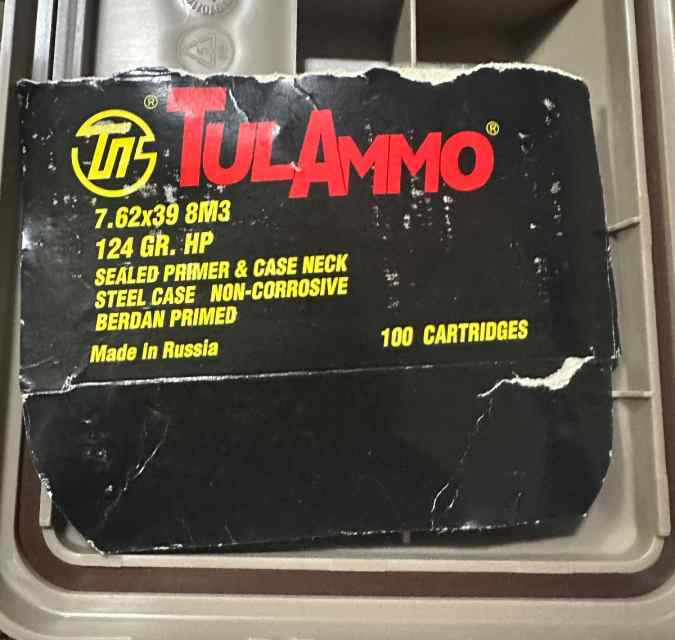 ® TULAMMO ®
7.62x39 8M3
124 GR. HP
SEALED PRIMER & CASE NECK
STEEL CASE NON-CORROSIVE
BERDAN PRIMED
100 CARTRIDGES
Made in Russia